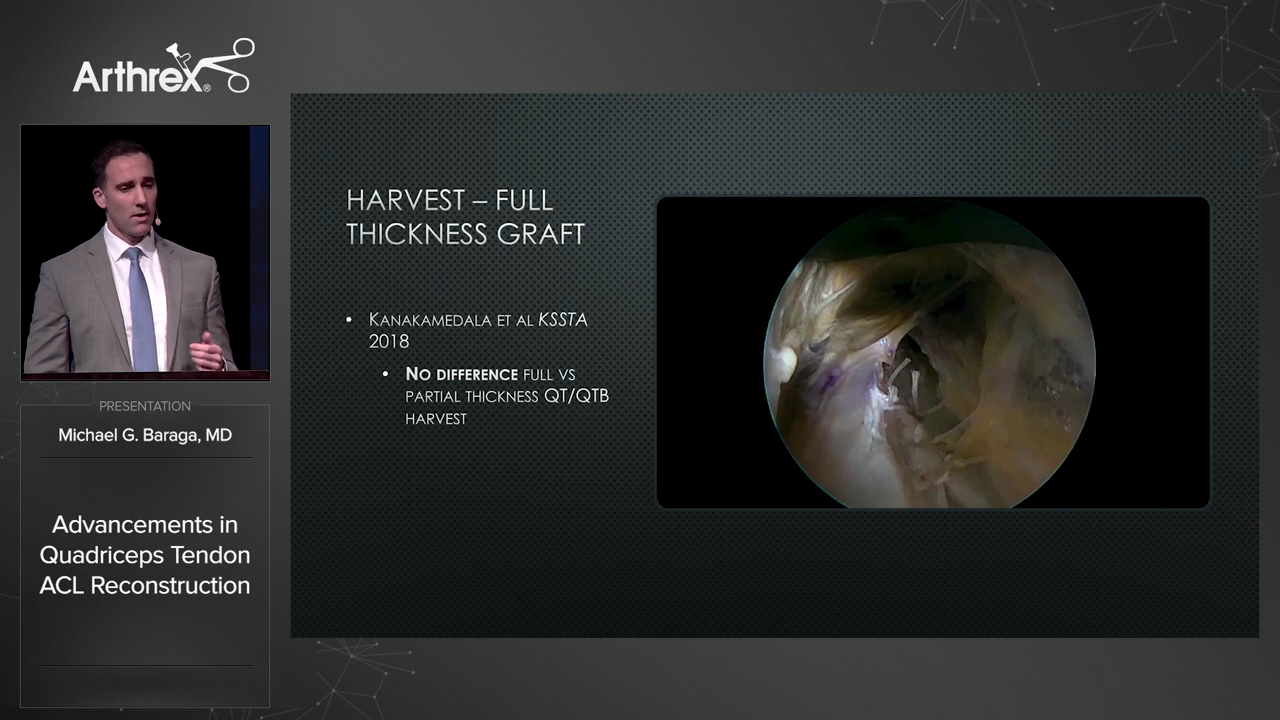 Arthrex®
PRESENTATION
Michael G. Baraga, MD
Advancements in
Quadriceps Tendon
ACL Reconstruction
HARVEST – FULL
THICKNESS GRAFT
• KANAKAMEDALA ET AL KSSTA
2018
• NO DIFFERENCE FULL VS
PARTIAL THICKNESS QT/QTB
HARVEST